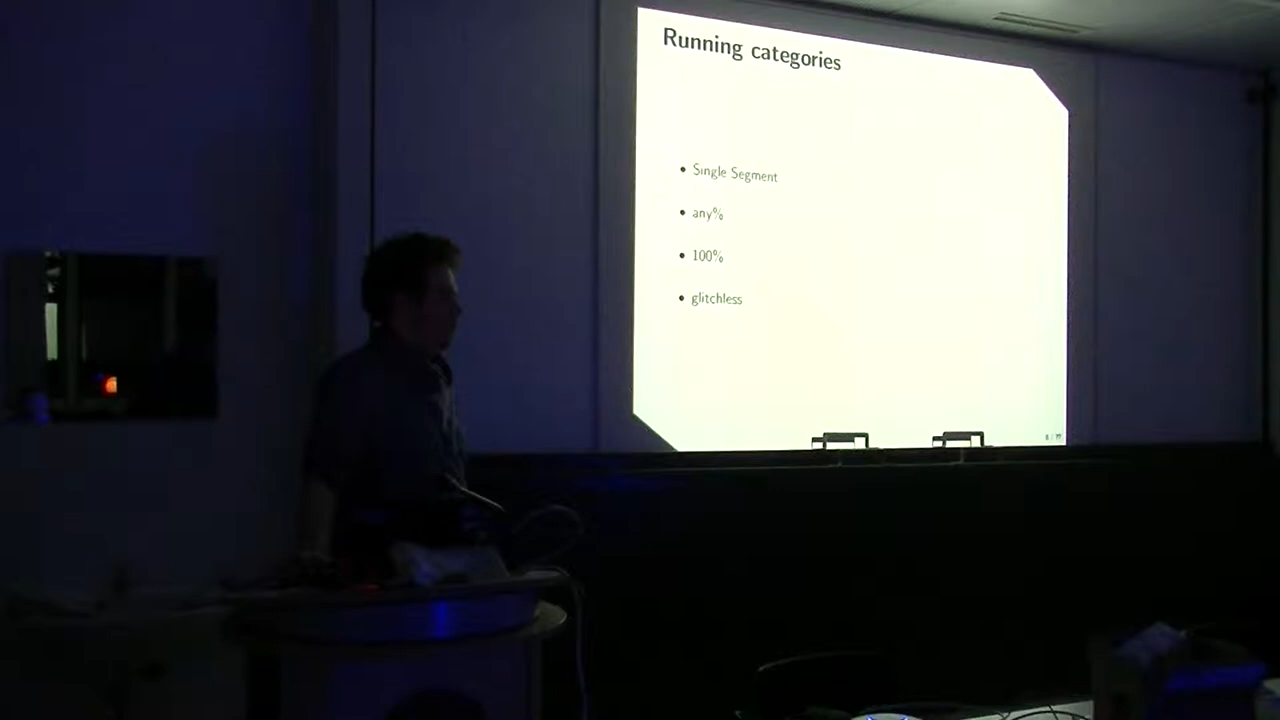 Running categories
• Single Segment
• any%
• 100%
• glitchless